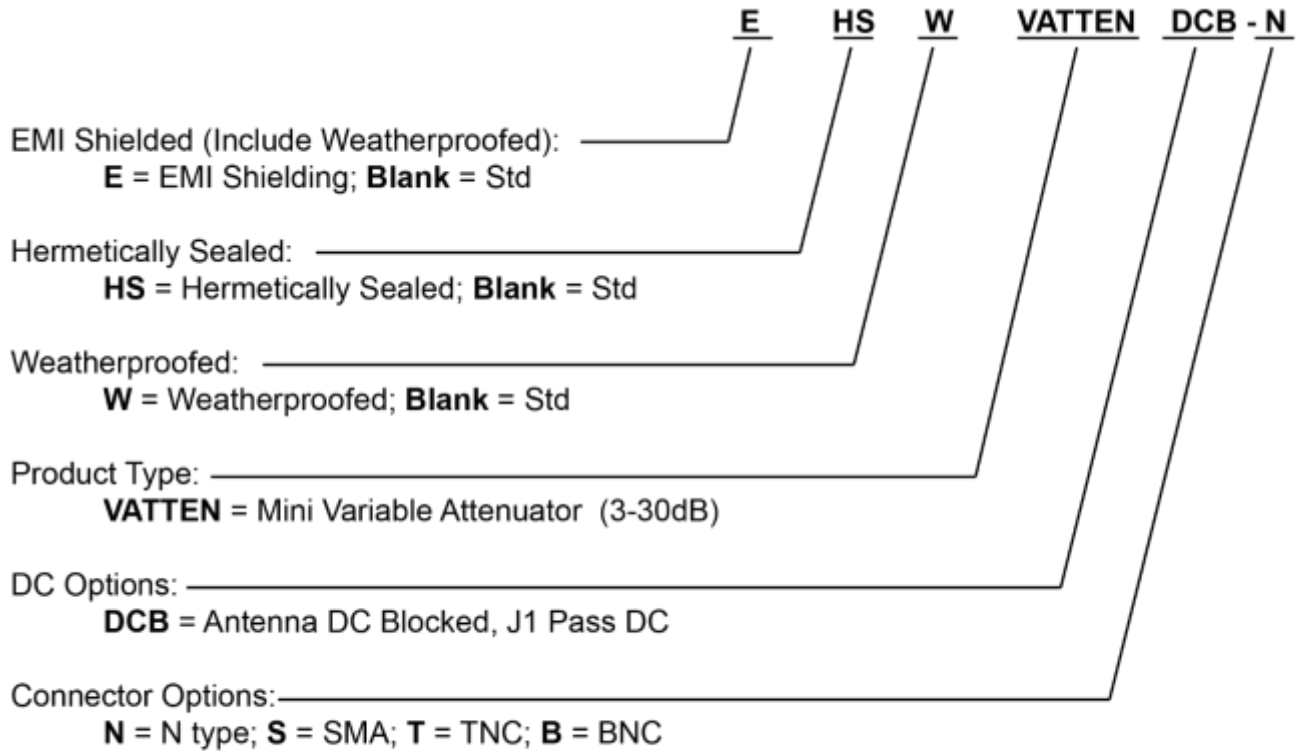 E HS W VATTEN DCB - N
EMI Shielded (Include Weatherproofed):
E = EMI Shielding; Blank = Std
Hermetically Sealed:
HS = Hermetically Sealed; Blank = Std
Weatherproofed:
W = Weatherproofed; Blank = Std
Product Type:
VATTEN = Mini Variable Attenuator (3-30dB)
DC Options:
DCB = Antenna DC Blocked, J1 Pass DC
Connector Options:
N = N type; S = SMA; T = TNC; B = BNC